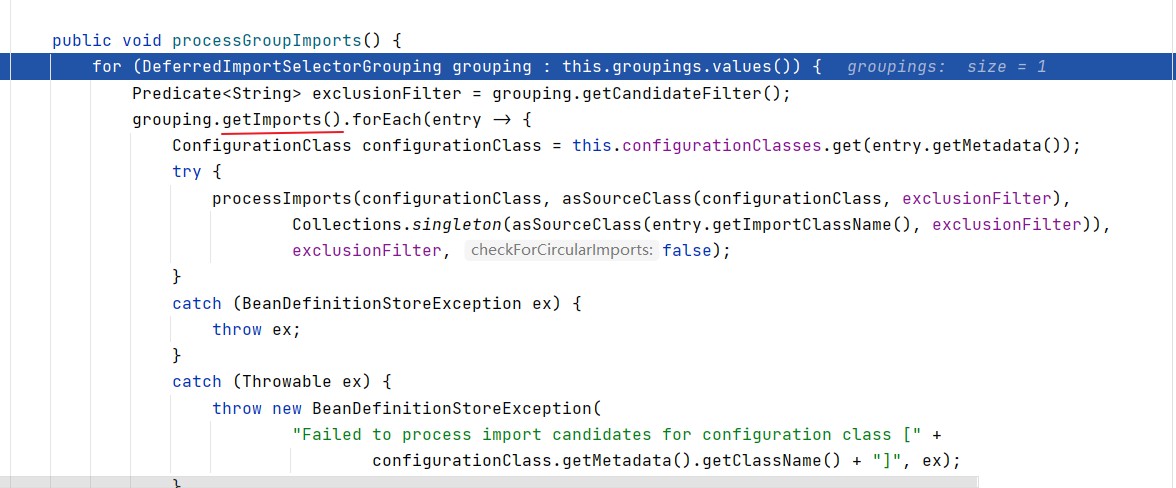 public void processGroupImports() {
for (DeferredImportSelectorGrouping grouping : this.groupings.values()) { groupings: size = 1
Predicate<String> exclusionFilter = grouping.getCandidateFilter();
grouping.getImports().forEach(entry → {
ConfigurationClass configurationClass = this.configurationClasses.get(entry.getMetadata());
try {
processImports(configurationClass, asSourceClass(configurationClass, exclusionFilter),
Collections.singleton(asSourceClass(entry.getImportClassName(), exclusionFilter)),
exclusionFilter, checkForCircularImports: false);
}
catch (BeanDefinitionStoreException ex) {
throw ex;
}
catch (Throwable ex) {
throw new BeanDefinitionStoreException(
"Failed to process import candidates for configuration class [" +
configurationClass.getMetadata().getClassName() + "]", ex);
}